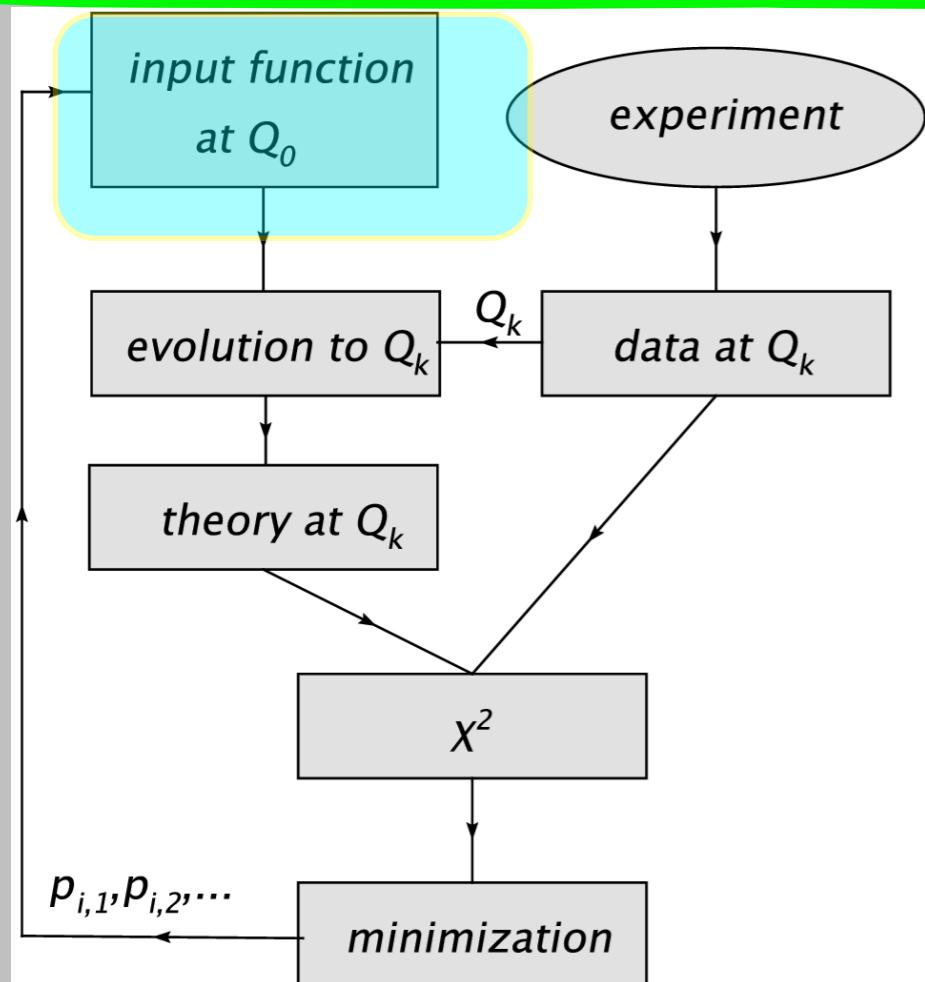 input function
at Q₀
experiment
evolution to Qₖ
Qₖ
data at Qₖ
theory at Qₖ
χ²
pᵢ,₁,pᵢ,₂,...
minimization